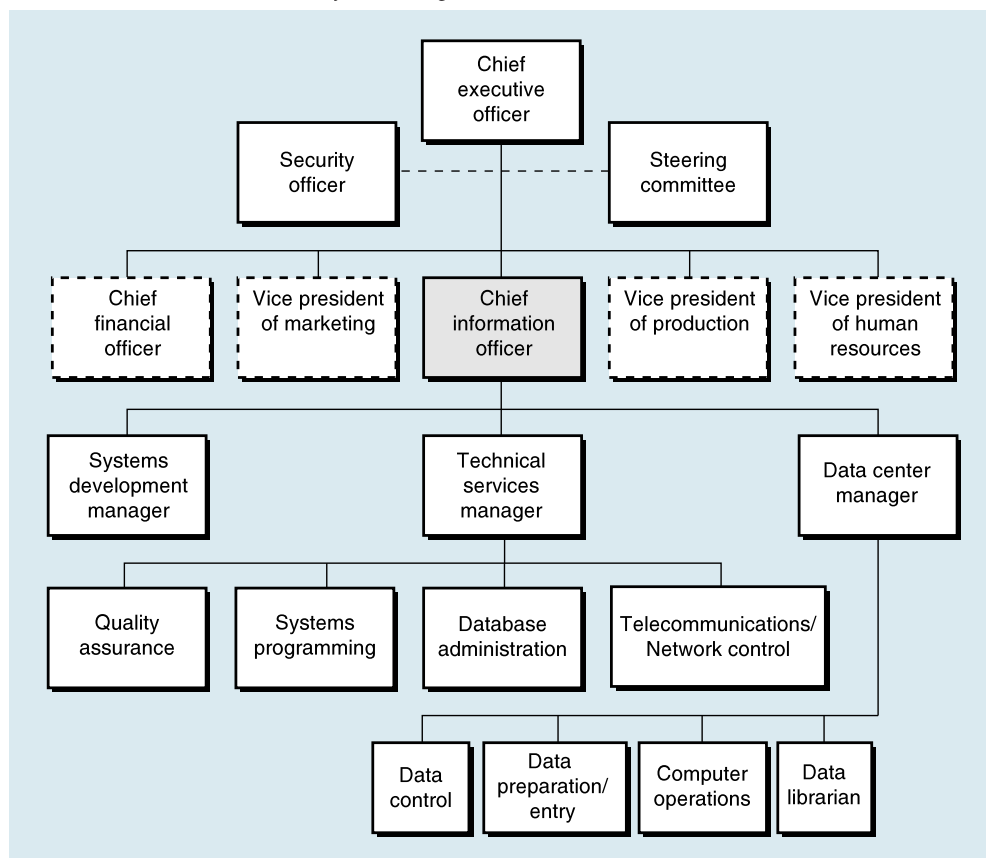 Chief
executive
officer
Security
officer
Steering
committee
Chief
financial
officer
Vice president
of marketing
Chief
information
officer
Vice president
of production
Vice president
of human
resources
Systems
development
manager
Technical
services
manager
Data center
manager
Quality
assurance
Systems
programming
Database
administration
Telecommunications/
Network control
Data
control
Data
preparation/
entry
Computer
operations
Data
librarian